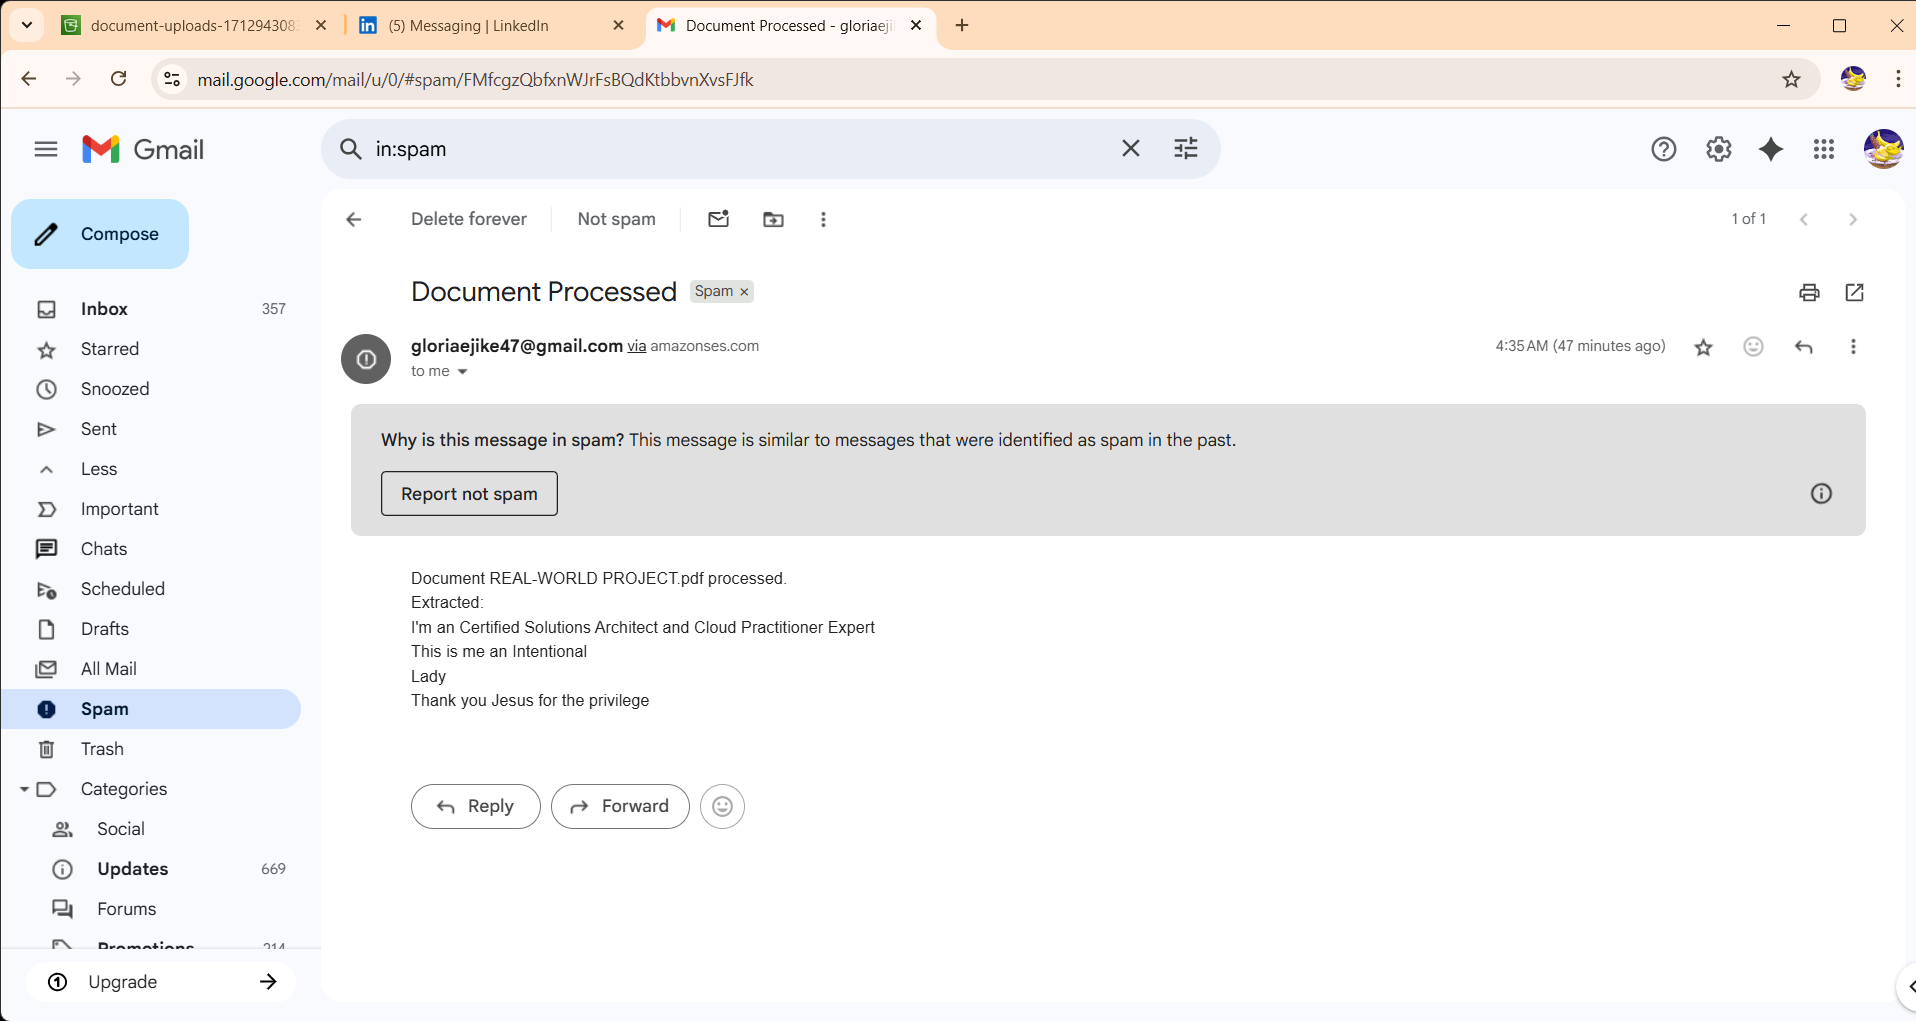 document-uploads-171294308
(5) Messaging | LinkedIn
Document Processed - gloriaeji
mail.google.com/mail/u/0/#spam/FMfcgzQbfxnWJrFsBQdKtbbvnXvsFJfk
Gmail
in:spam
Compose
Delete forever
Not spam
1 of 1
Document Processed
Spam ×
Inbox 357
Starred
Snoozed
Sent
Less
Important
Chats
Scheduled
Drafts
All Mail
Spam
Trash
Categories
Social
Updates 669
Forums
Promotions 214
Upgrade
gloriaejike47@gmail.com via amazonses.com
4:35 AM (47 minutes ago)
to me
Why is this message in spam? This message is similar to messages that were identified as spam in the past.
Report not spam
Document REAL-WORLD PROJECT.pdf processed.
Extracted:
I'm an Certified Solutions Architect and Cloud Practitioner Expert
This is me an Intentional
Lady
Thank you Jesus for the privilege
Reply
Forward